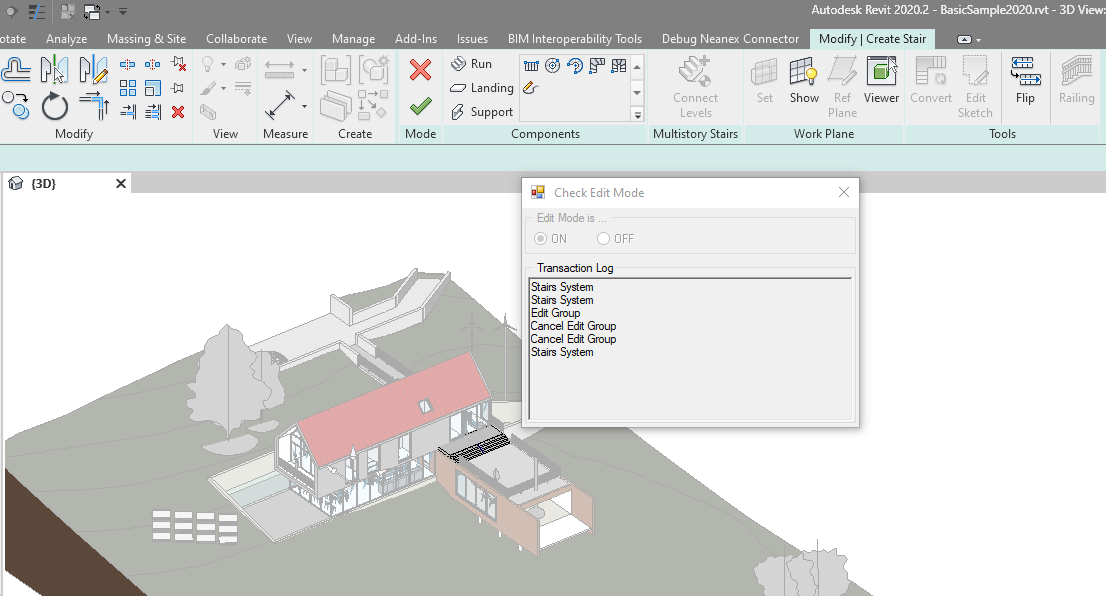 Autodesk Revit 2020.2 - BasicSample2020.rvt - 3D View:
otate Analyze Massing & Site Collaborate View Manage Add-Ins Issues BIM Interoperability Tools Debug Neanex Connector Modify | Create Stair
Run
Landing
Support
Connect
Levels
Set
Show
Ref
Plane
Viewer
Convert
Edit
Sketch
Flip
Railing
Modify View Measure Create Mode Components Multistory Stairs Work Plane Tools
{3D}
Check Edit Mode
Edit Mode is ...
ON OFF
Transaction Log
Stairs System
Stairs System
Edit Group
Cancel Edit Group
Cancel Edit Group
Stairs System